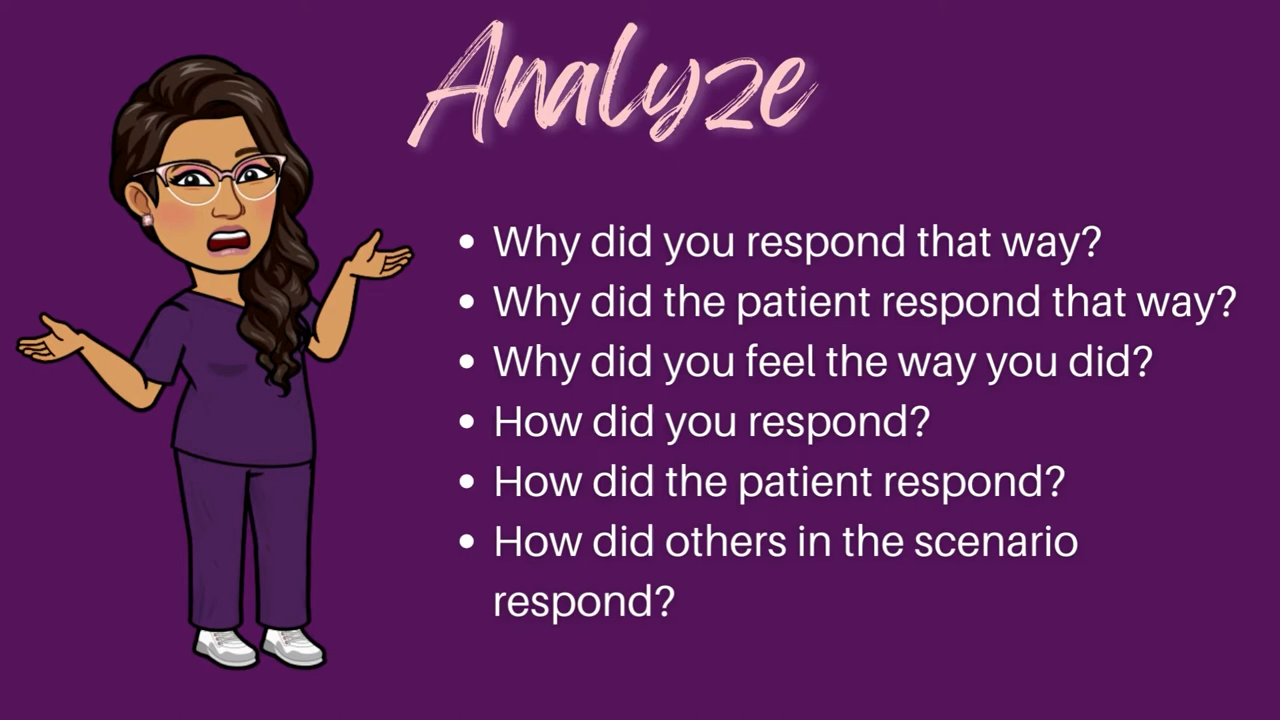 Analyze
• Why did you respond that way?
• Why did the patient respond that way?
• Why did you feel the way you did?
• How did you respond?
• How did the patient respond?
• How did others in the scenario
respond?